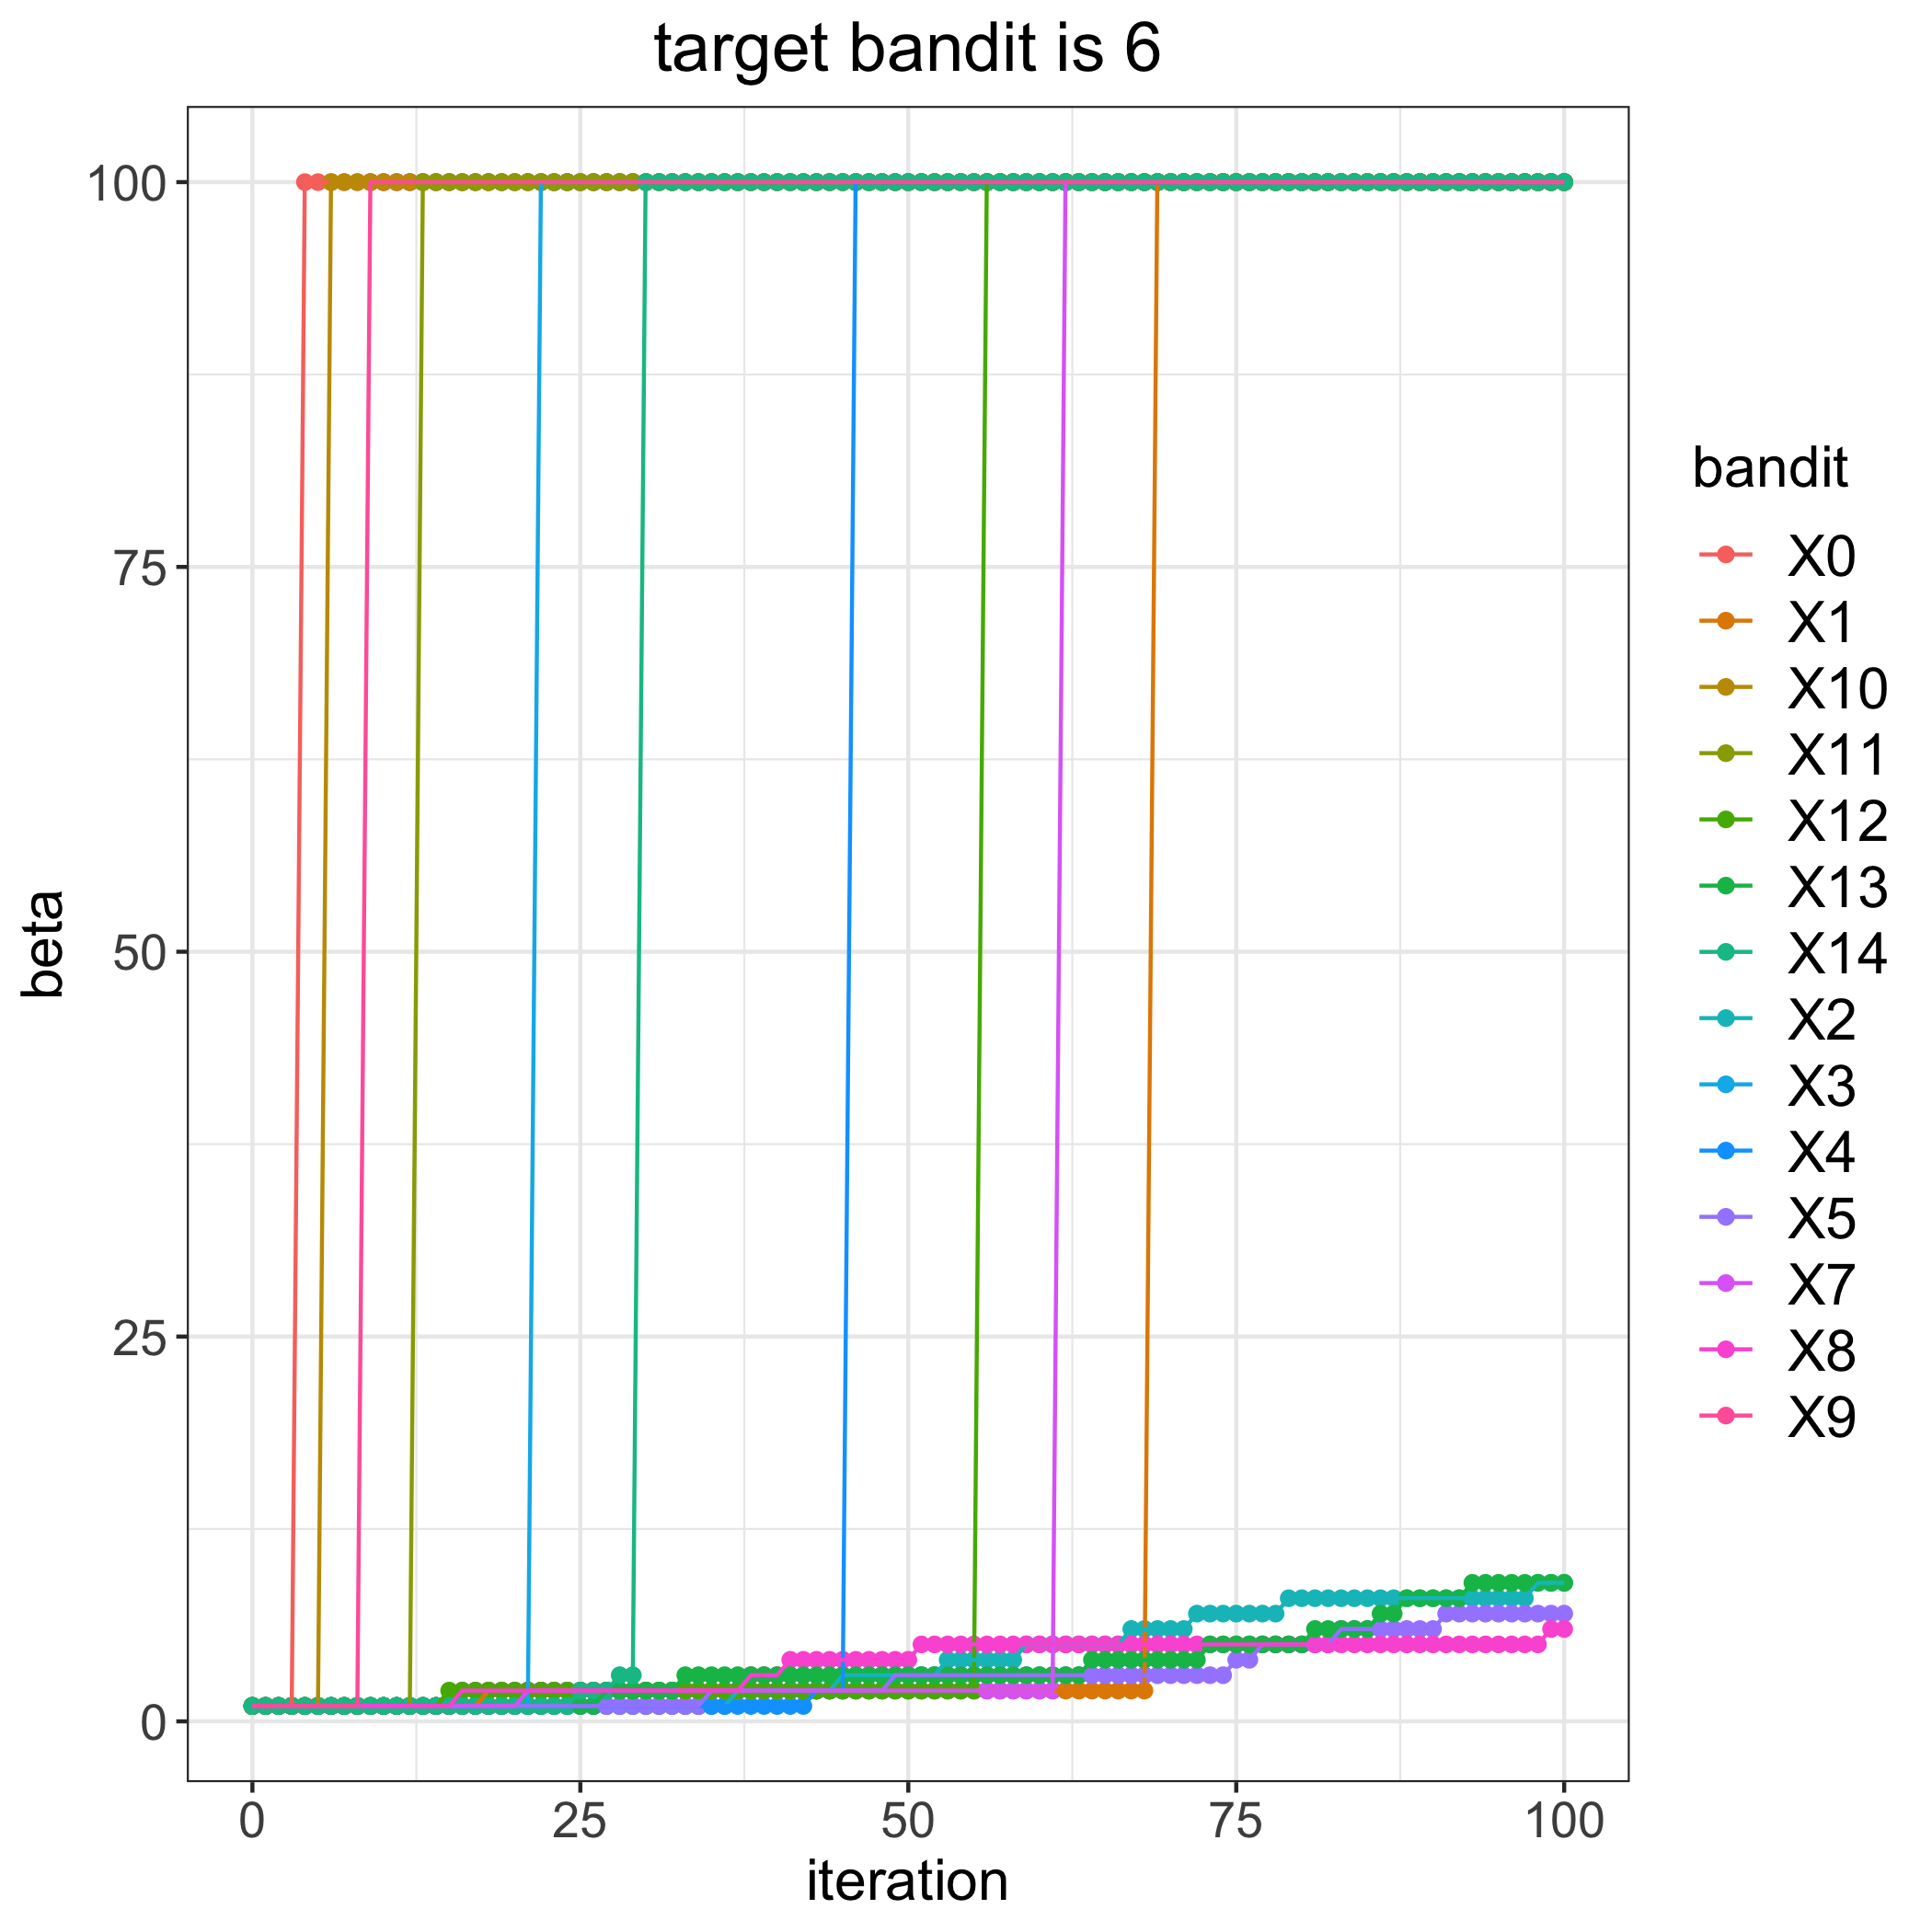 target bandit is 6
100
75
50
25
0
beta
0 25 50 75 100
iteration
bandit
X0
X1
X10
X11
X12
X13
X14
X2
X3
X4
X5
X7
X8
X9